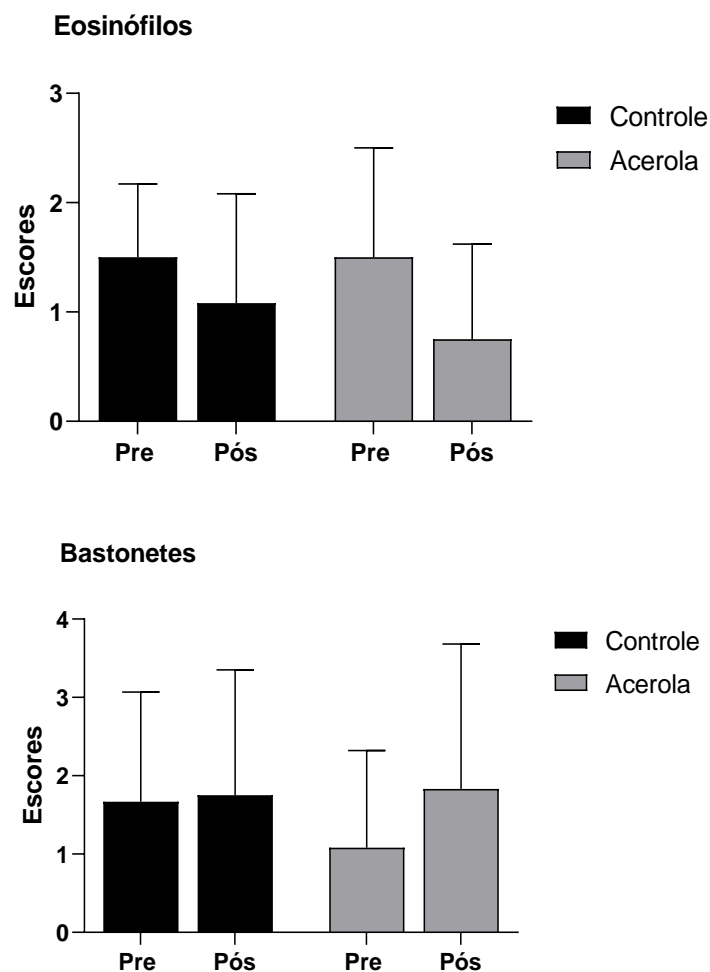 Eosinófilos
3
2
1
0
Escores
Pre
Pós
Pre
Pós
Controle
Acerola
Bastonetes
4
3
2
1
0
Escores
Pre
Pós
Pre
Pós
Controle
Acerola